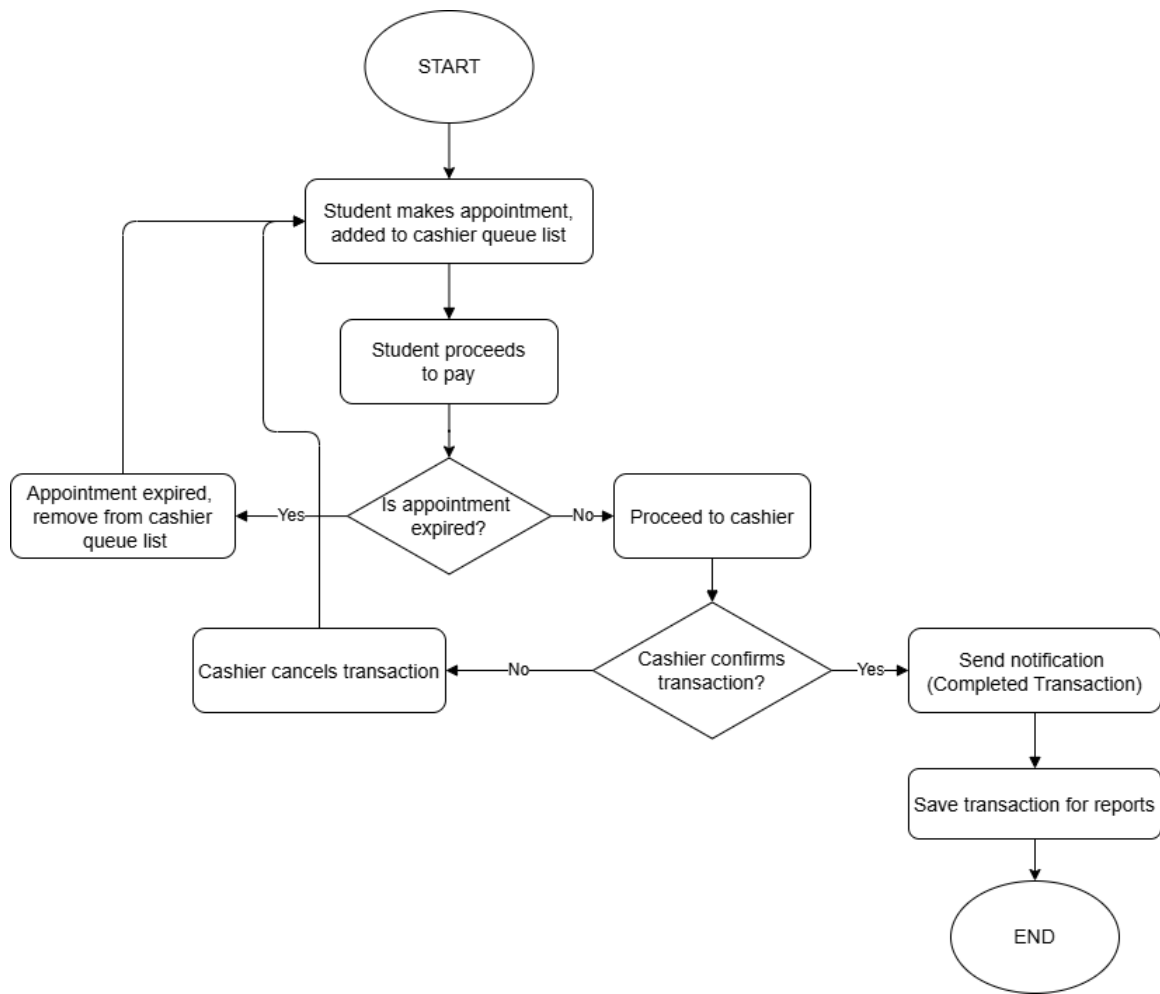 START
Student makes appointment,
added to cashier queue list
Student proceeds
to pay
Is appointment
expired?
Yes
No
Appointment expired,
remove from cashier
queue list
Proceed to cashier
Cashier confirms
transaction?
No
Yes
Cashier cancels transaction
Send notification
(Completed Transaction)
Save transaction for reports
END